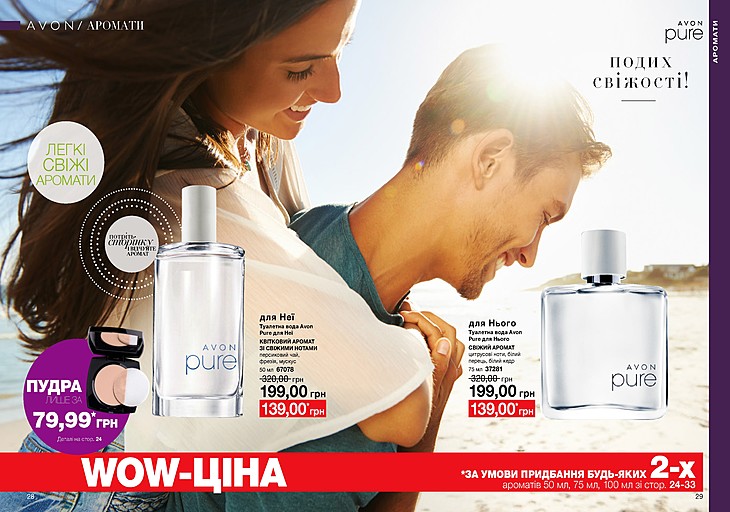 AVON / АРОМАТИ
AVON
pure
АРОМАТИ
ПОДИХ
СВІЖОСТІ!
ЛЕГКІ
СВІЖІ
АРОМАТИ
ПОТРІТЬ
СТОРІНКУ
І ВІДЧУЙТЕ
АРОМАТ
AVON
pure
для Неї
Туалетна вода Avon
Pure для Неї
КВІТКОВИЙ АРОМАТ
ЗІ СВІЖИМИ НОТАМИ
персиковий чай,
фрезія, мускус
50 мл 67078
320,00 грн
199,00 грн
139,00*грн
для Нього
Туалетна вода Avon
Pure для Нього
СВІЖИЙ АРОМАТ
цитрусові ноти, білий
перець, білий кедр
75 мл 37281
320,00 грн
199,00 грн
139,00*грн
AVON
pure
ПУДРА
ЛИШЕ ЗА
79,99*ГРН
Деталі на стор. 24
WOW-ЦІНА
*ЗА УМОВИ ПРИДБАННЯ БУДЬ-ЯКИХ 2-х
ароматів 50 мл, 75 мл, 100 мл зі стор. 24-33
28
29